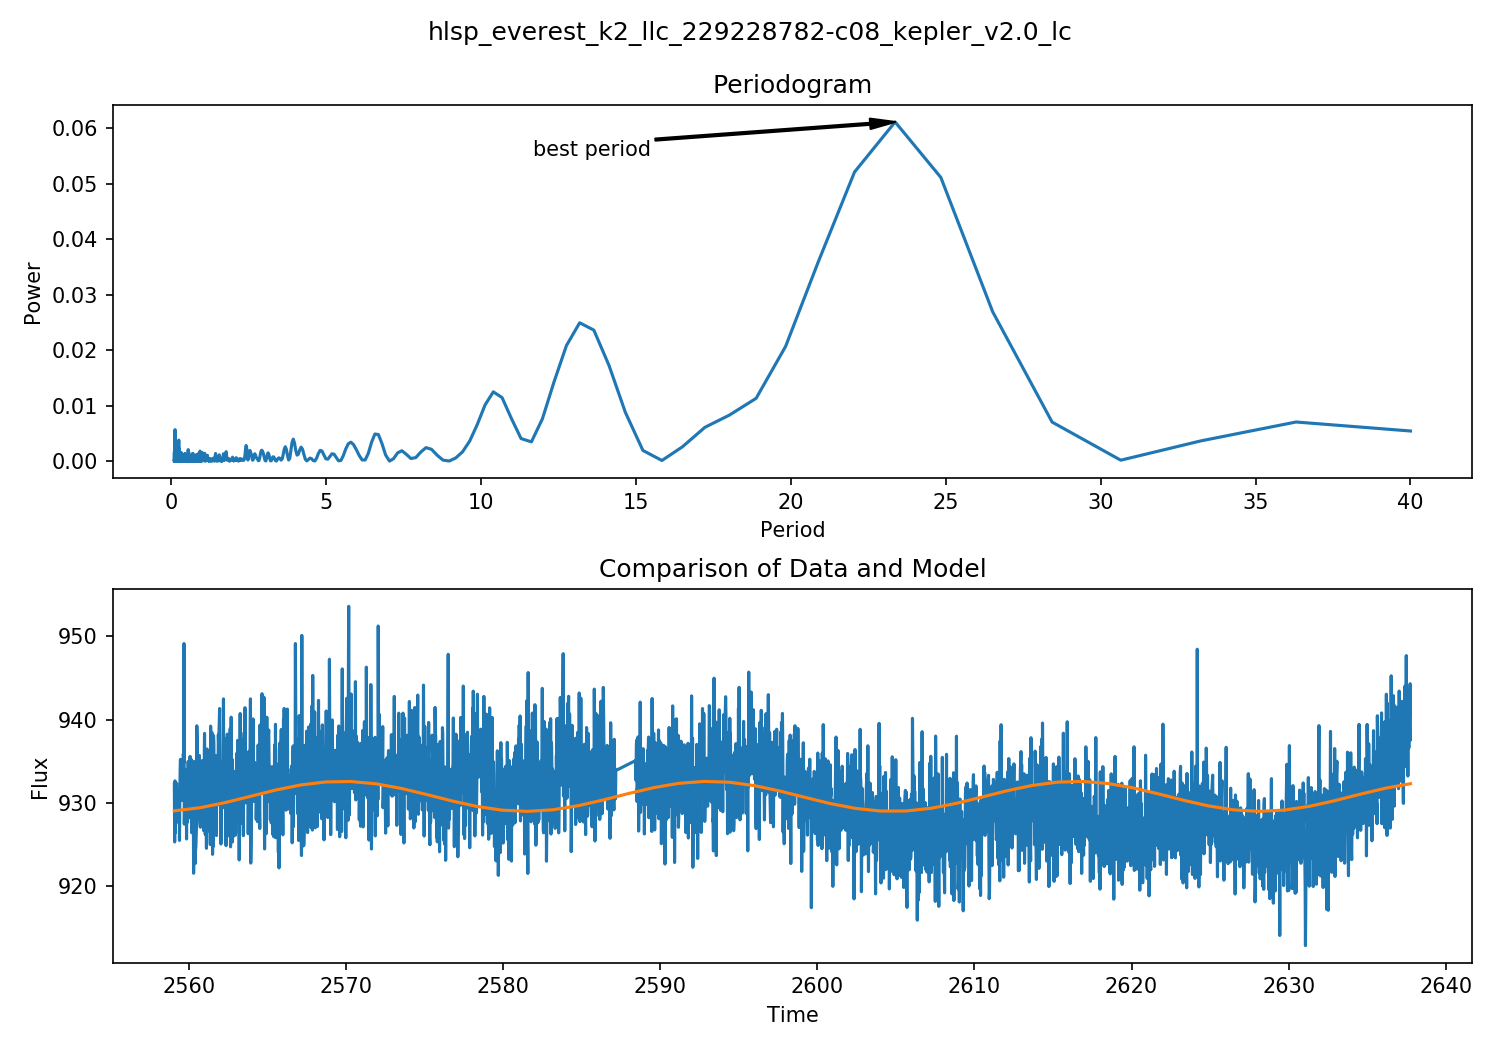 hlsp_everest_k2_llc_229228782-c08_kepler_v2.0_lc
Periodogram
0.06
0.05
0.04
0.03
0.02
0.01
0.00
Power
best period
0 5 10 15 20 25 30 35 40
Period
Comparison of Data and Model
950
940
930
920
Flux
2560 2570 2580 2590 2600 2610 2620 2630 2640
Time